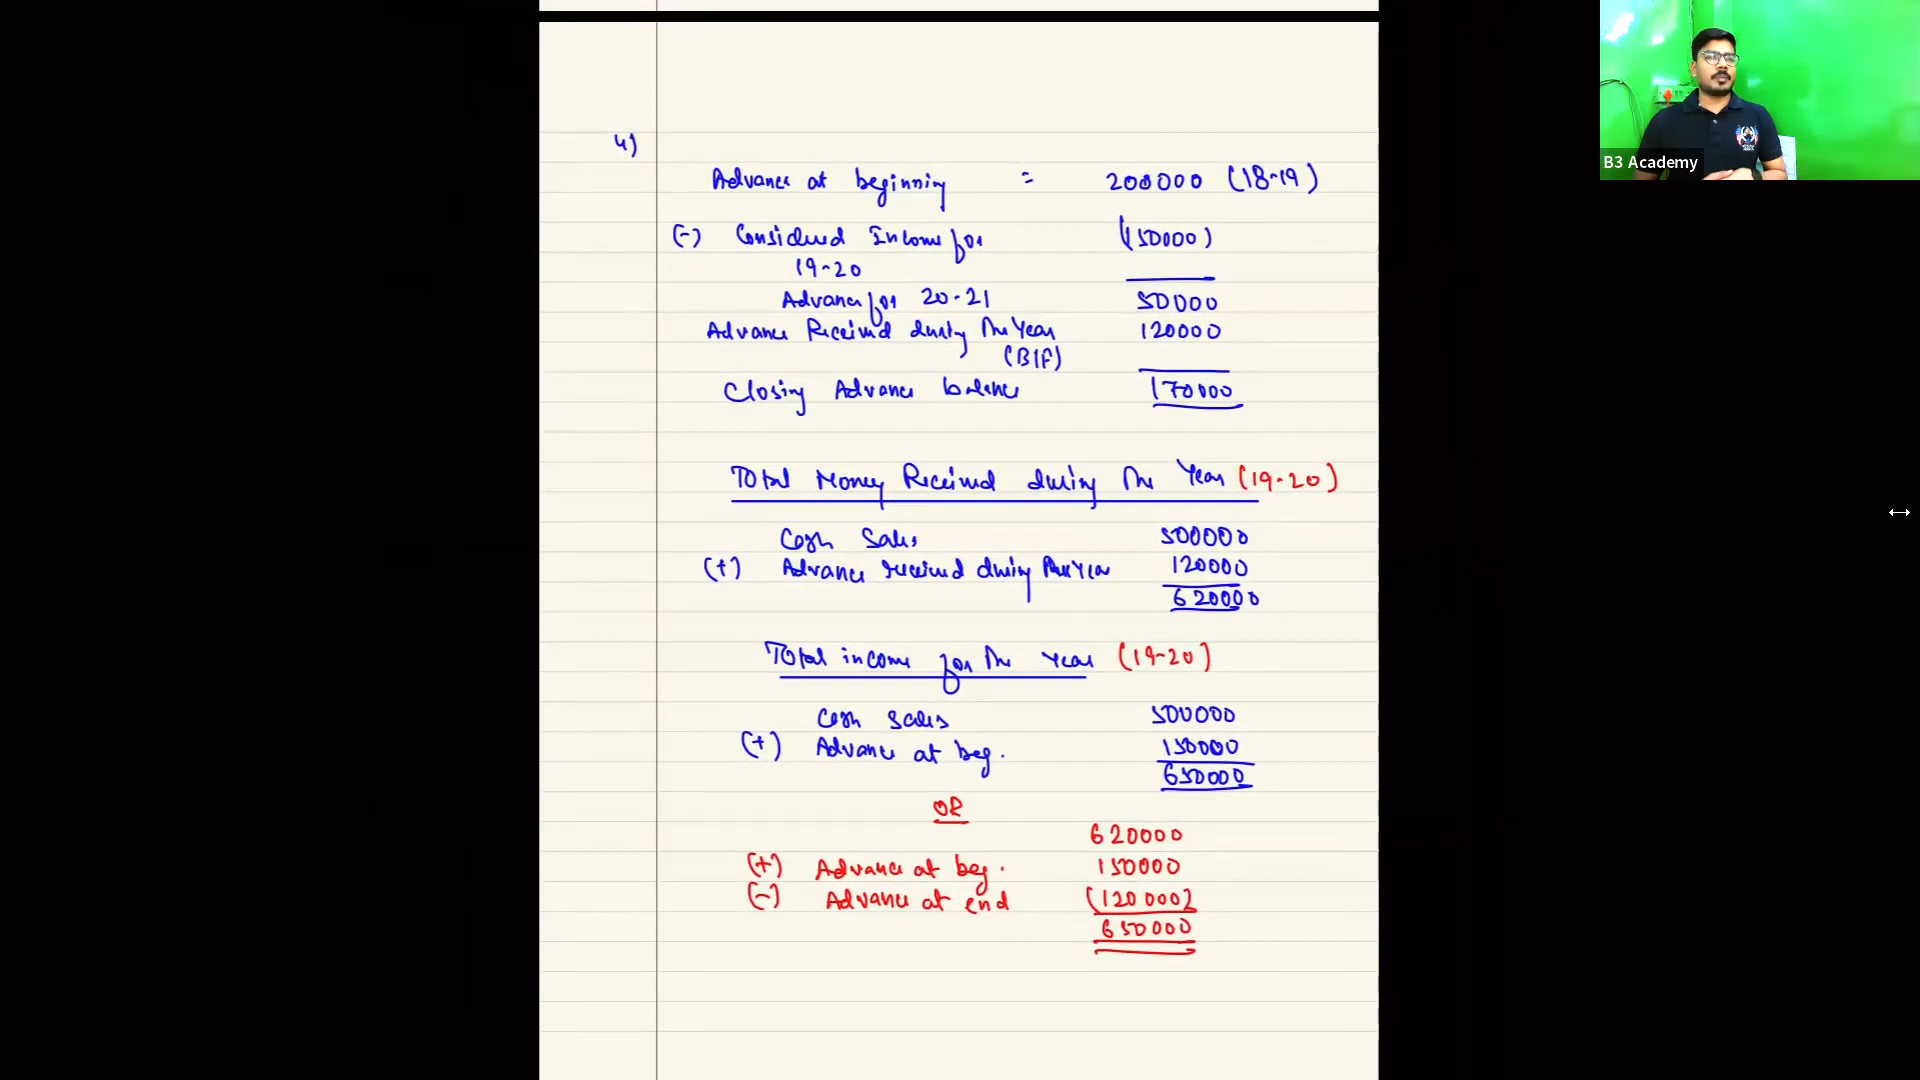 4)
Advance at beginning = 200000 (18-19)
(-) Considered Income for (150000)
19-20
Advance for 20-21 50000
Advance Received during the Year 120000
(B/F)
Closing Advance balance 170000
Total Money Received during the Year (19-20)
Cash Sales 500000
(+) Advance received during the Year 120000
620000
Total income for the Year (19-20)
Cash Sales 500000
(+) Advance at beg. 150000
650000
OR
620000
(+) Advance at beg. 150000
(-) Advance at end (120000)
650000
B3 Academy